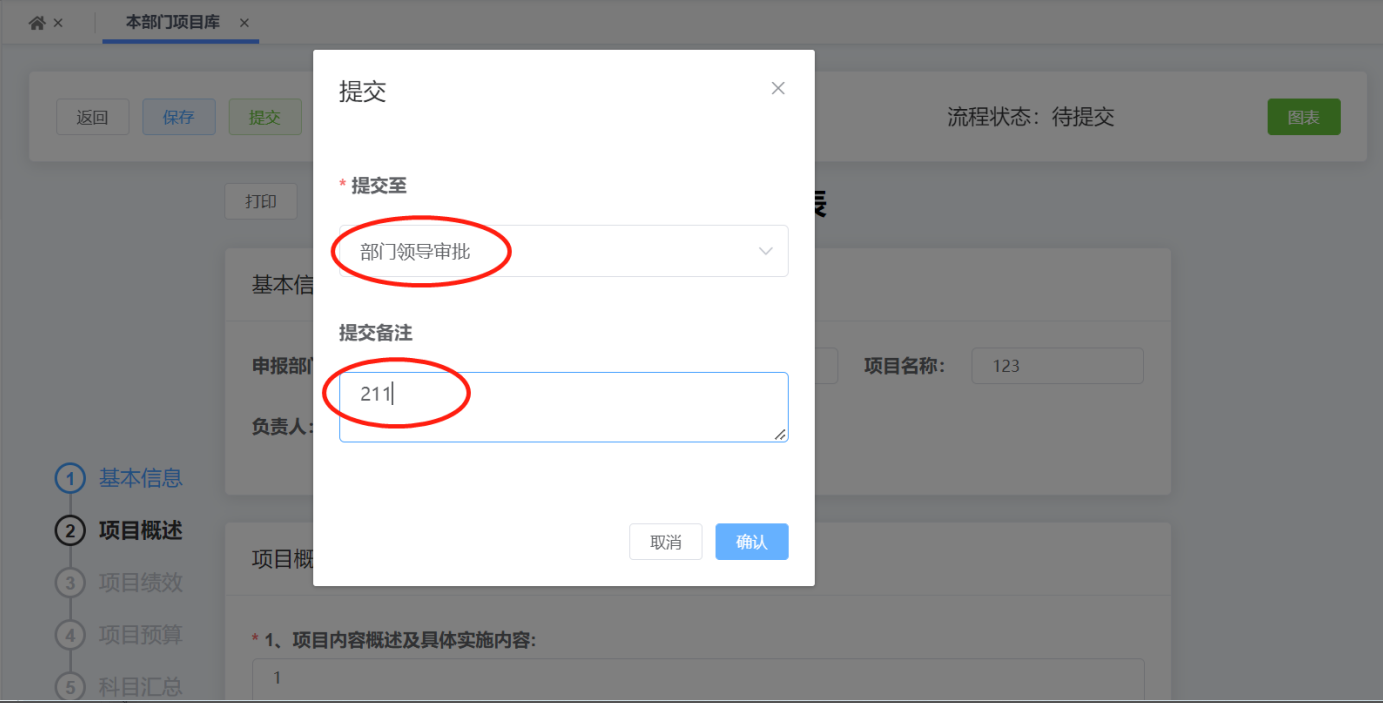 本部门项目库
提交
返回
保存
提交
流程状态：待提交
图表
* 提交至
打印
表
部门领导审批
基本信
提交备注
申报部门
项目名称：
123
211
负责人：
1 基本信息
2 项目概述
取消
确认
项目概
3 项目绩效
4 项目预算
* 1、项目内容概述及具体实施内容:
1
5 科目汇总